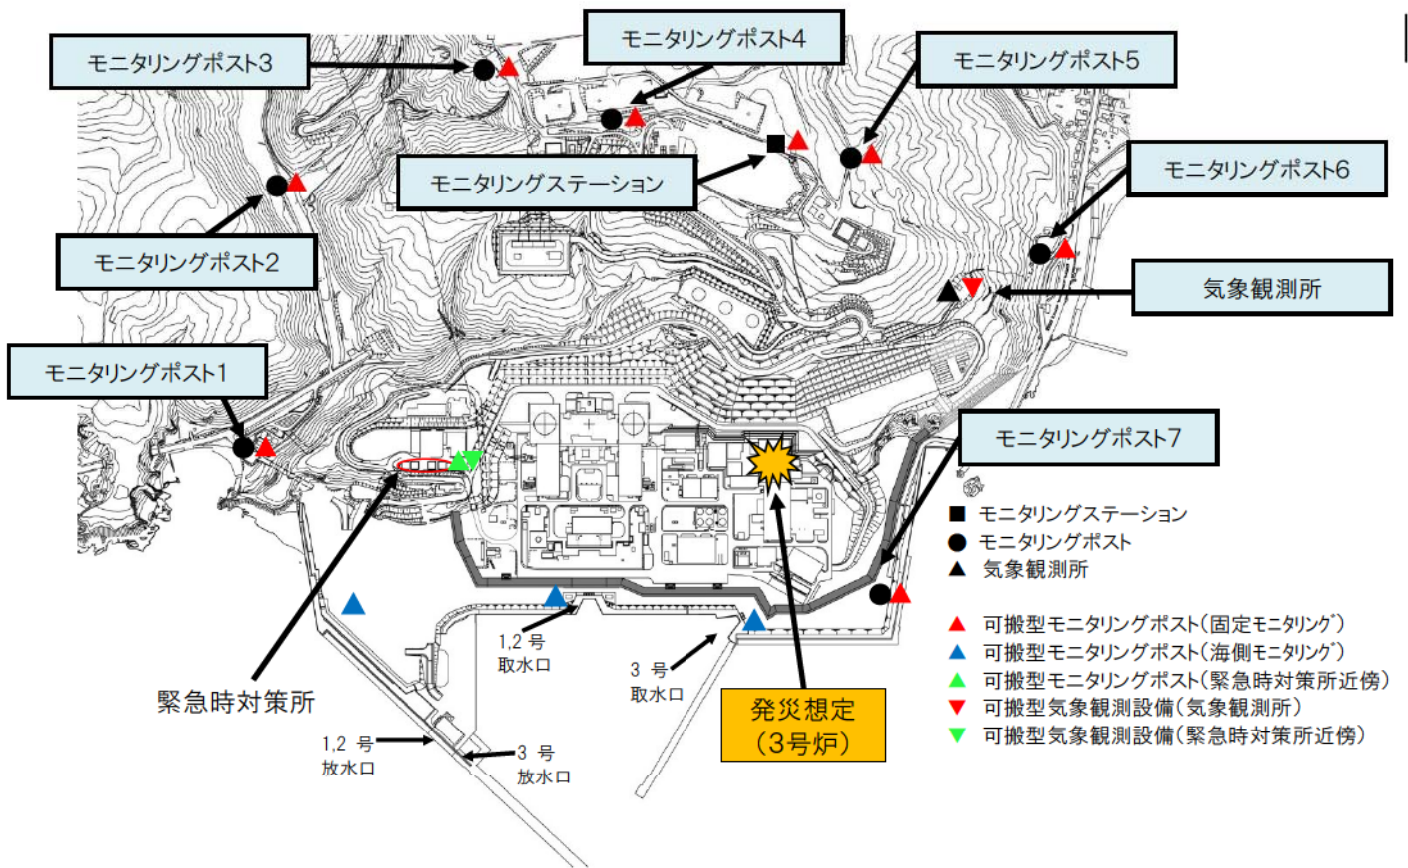 モニタリングポスト3
モニタリングポスト4
モニタリングポスト5
モニタリングステーション
モニタリングポスト6
モニタリングポスト2
気象観測所
モニタリングポスト1
モニタリングポスト7
■ モニタリングステーション
● モニタリングポスト
▲ 気象観測所
▲ 可搬型モニタリングポスト(固定モニタリング)
▲ 可搬型モニタリングポスト(海側モニタリング)
▲ 可搬型モニタリングポスト(緊急時対策所近傍)
▼ 可搬型気象観測設備(気象観測所)
▼ 可搬型気象観測設備(緊急時対策所近傍)
1,2 号
取水口
3 号
取水口
緊急時対策所
発災想定
(3号炉)
1,2 号
放水口
3 号
放水口